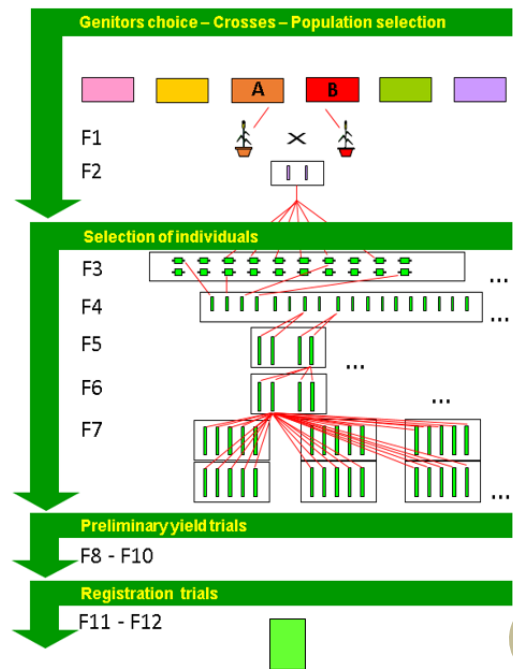 Genitors choice – Crosses – Population selection
A B
F1
X
F2
Selection of individuals
F3
...
F4
...
F5
...
F6
...
F7
...
Preliminary yield trials
F8 - F10
Registration trials
F11 - F12